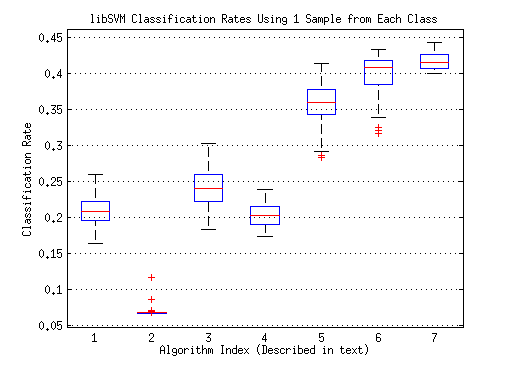 libSVM Classification Rates Using 1 Sample from Each Class
0.45
0.4
0.35
0.3
0.25
0.2
0.15
0.1
0.05
Classification Rate
1 2 3 4 5 6 7
Algorithm Index (Described in text)